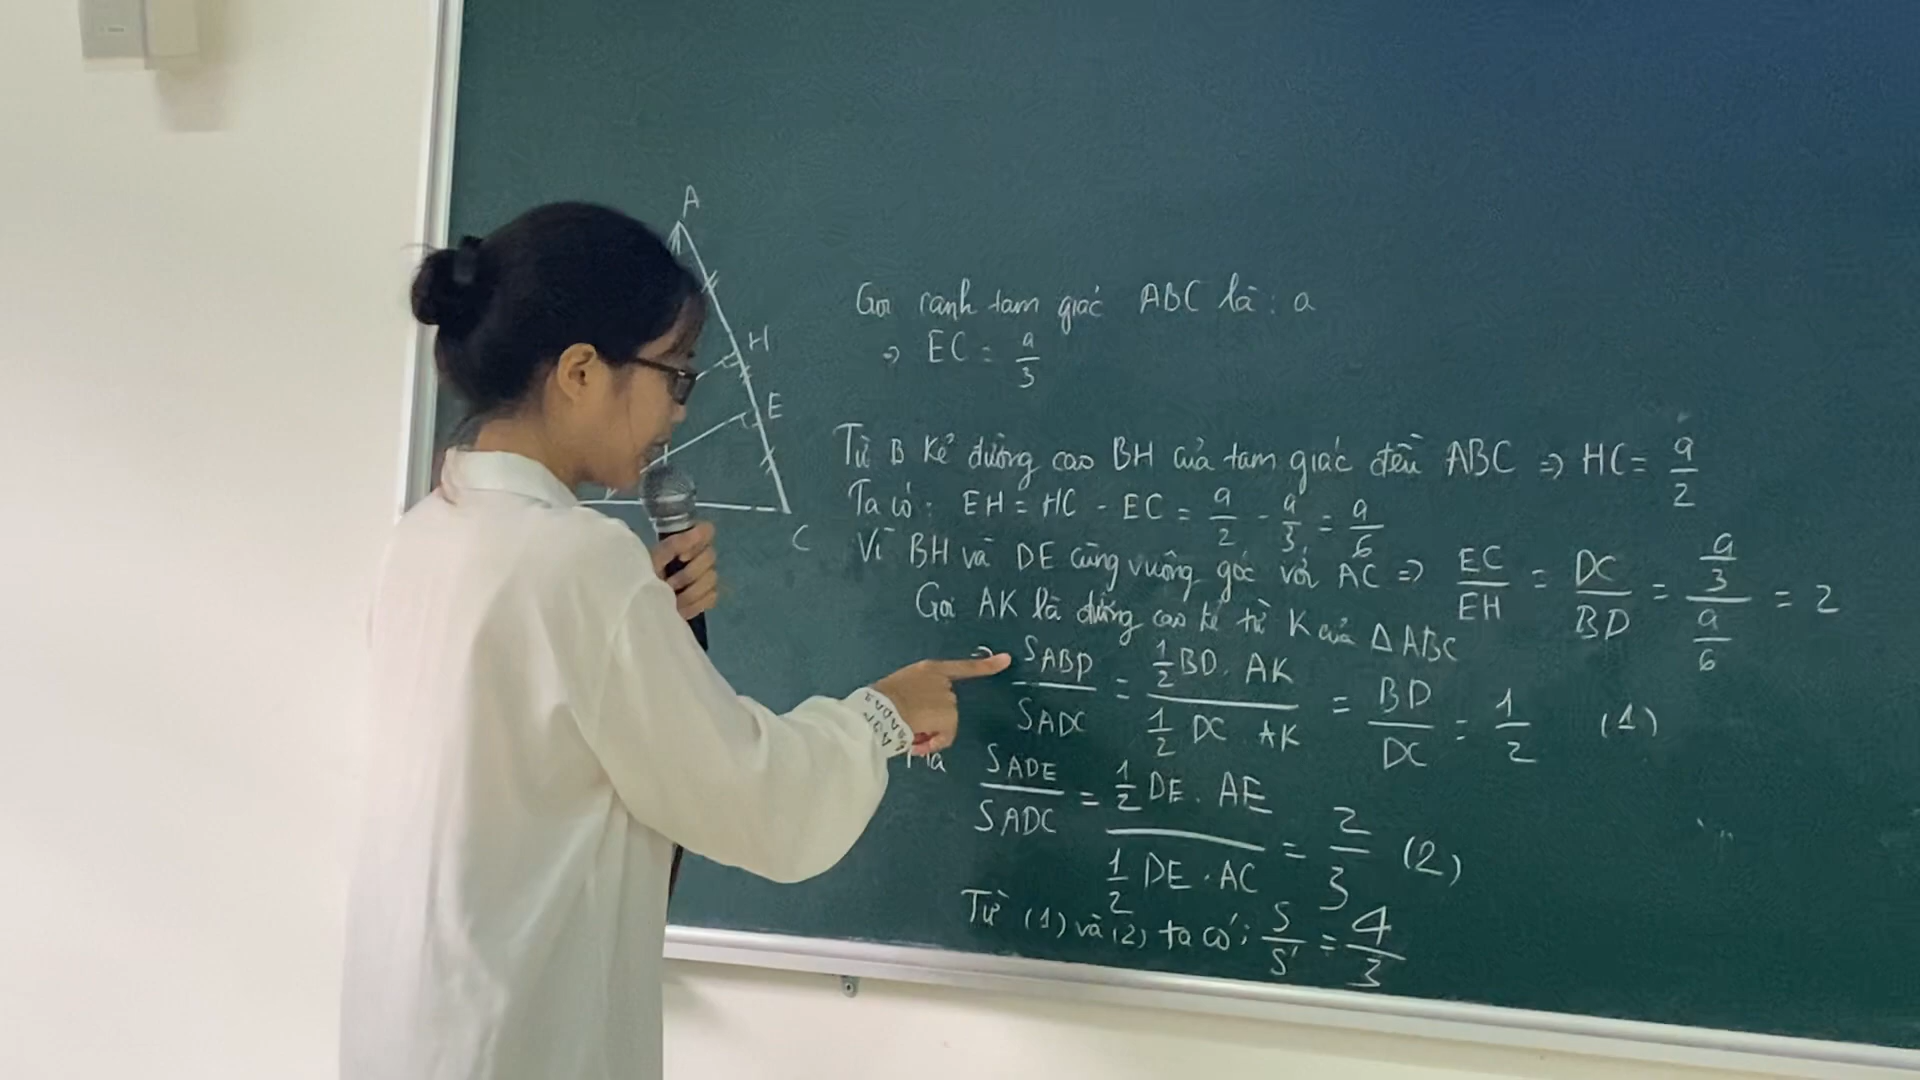 A
H
E
C
Gọi cạnh tam giác ABC là: a
⇒ EC = a/3
Từ B kẻ đường cao BH của tam giác đều ABC ⇒ HC = a/2
Ta có: EH = HC - EC = a/2 - a/3 = a/6
Vì BH và DE cùng vuông góc với AC ⇒ EC/EH = DC/BD = (a/3)/(a/6) = 2
Gọi AK là đường cao kẻ từ K của ΔABC
⇒ SABD/SADC = (1/2 BD. AK)/(1/2 DC. AK) = BD/DC = 1/2 (1)
Mà SADE/SADC = (1/2 DE. AE)/(1/2 DE. AC) = 2/3 (2)
Từ (1) và (2) ta có: S/S' = 4/3